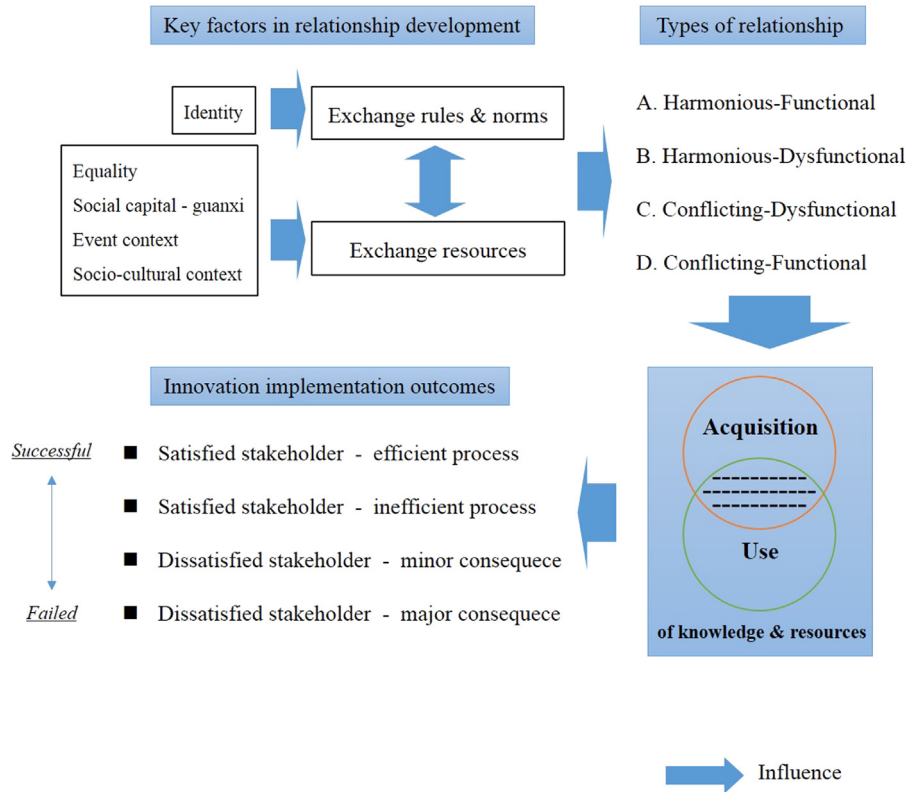 Key factors in relationship development
Types of relationship
Identity
Exchange rules & norms
Equality
Social capital - guanxi
Event context
Socio-cultural context
Exchange resources
A. Harmonious-Functional
B. Harmonious-Dysfunctional
C. Conflicting-Dysfunctional
D. Conflicting-Functional
Innovation implementation outcomes
Successful
■ Satisfied stakeholder - efficient process
■ Satisfied stakeholder - inefficient process
■ Dissatisfied stakeholder - minor consequece
Failed
■ Dissatisfied stakeholder - major consequece
Acquisition
Use
of knowledge & resources
Influence